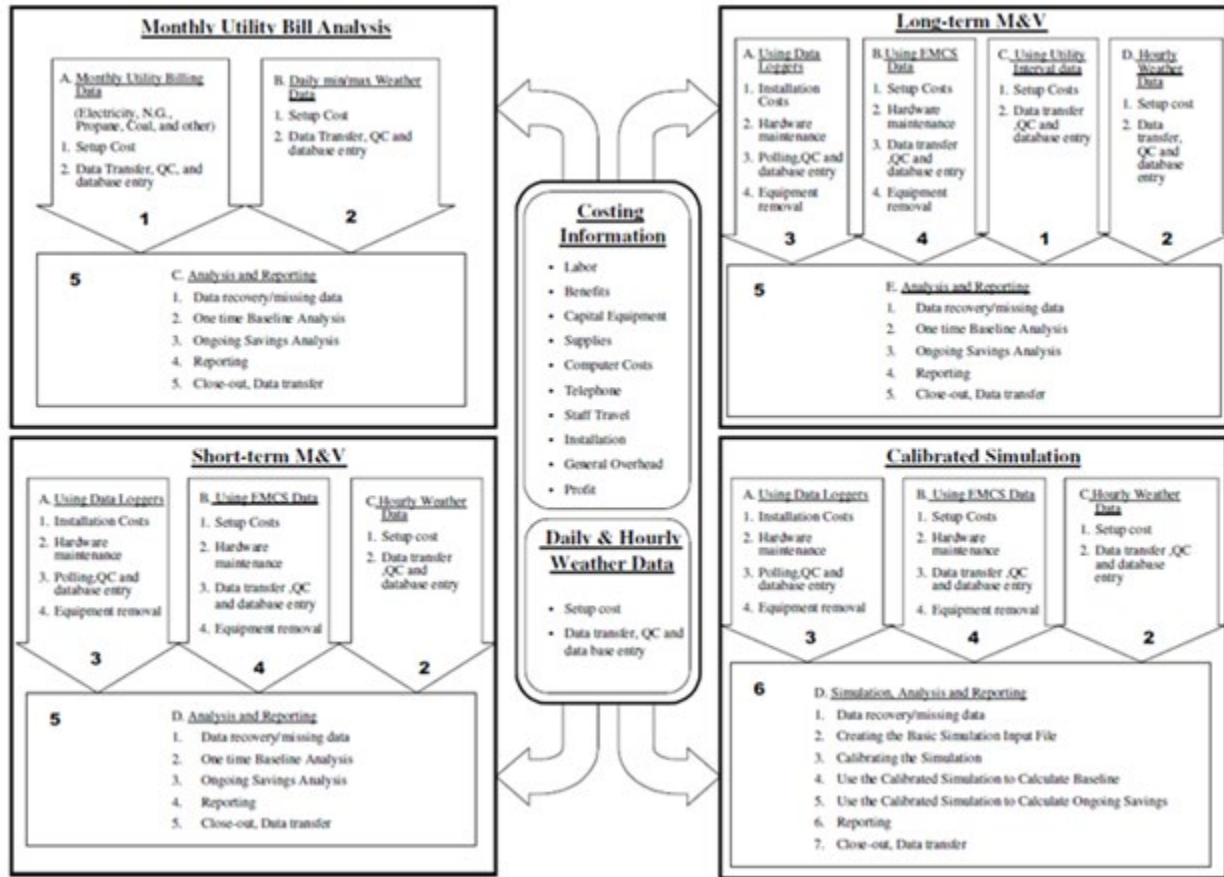 Monthly Utility Bill Analysis
A. Monthly Utility Billing
Data
(Electricity, N.G.,
Propane, Coal, and other)
1. Setup Cost
2. Data Transfer, QC, and
database entry
1
B. Daily min/max Weather
Data
1. Setup Cost
2. Data Transfer, QC and
database entry
2
5
C. Analysis and Reporting
1. Data recovery/missing data
2. One time Baseline Analysis
3. Ongoing Savings Analysis
4. Reporting
5. Close-out, Data transfer
Costing
Information
• Labor
• Benefits
• Capital Equipment
• Supplies
• Computer Costs
• Telephone
• Staff Travel
• Installation
• General Overhead
• Profit
Daily & Hourly
Weather Data
• Setup cost
• Data transfer, QC and
data base entry
Long-term M&V
A. Using Data
Loggers
1. Installation
Costs
2. Hardware
maintenance
3. Polling,QC and
database entry
4. Equipment
removal
3
B. Using EMCS
Data
1. Setup Costs
2. Hardware
maintenance
3. Data transfer
,QC and
database entry
4. Equipment
removal
4
C. Using Utility
Interval data
1. Setup Costs
2. Data transfer
,QC and
database entry
1
D. Hourly
Weather
Data
1. Setup cost
2. Data
transfer,
QC and
database
entry
2
5
E. Analysis and Reporting
1. Data recovery/missing data
2. One time Baseline Analysis
3. Ongoing Savings Analysis
4. Reporting
5. Close-out, Data transfer
Short-term M&V
A. Using Data Loggers
1. Installation Costs
2. Hardware
maintenance
3. Polling,QC and
database entry
4. Equipment removal
3
B. Using EMCS Data
1. Setup Costs
2. Hardware
maintenance
3. Data transfer ,QC
and database entry
4. Equipment removal
4
C.Hourly Weather
Data
1. Setup cost
2. Data transfer
,QC and
database entry
2
5
D. Analysis and Reporting
1. Data recovery/missing data
2. One time Baseline Analysis
3. Ongoing Savings Analysis
4. Reporting
5. Close-out, Data transfer
Calibrated Simulation
A. Using Data Loggers
1. Installation Costs
2. Hardware
maintenance
3. Polling,QC and
database entry
4. Equipment removal
3
B. Using EMCS Data
1. Setup Costs
2. Hardware
maintenance
3. Data transfer ,QC
and database entry
4. Equipment removal
4
C.Hourly Weather
Data
1. Setup cost
2. Data transfer ,QC
and database
entry
2
6
D. Simulation, Analysis and Reporting
1. Data recovery/missing data
2. Creating the Basic Simulation Input File
3. Calibrating the Simulation
4. Use the Calibrated Simulation to Calculate Baseline
5. Use the Calibrated Simulation to Calculate Ongoing Savings
6. Reporting
7. Close-out, Data transfer